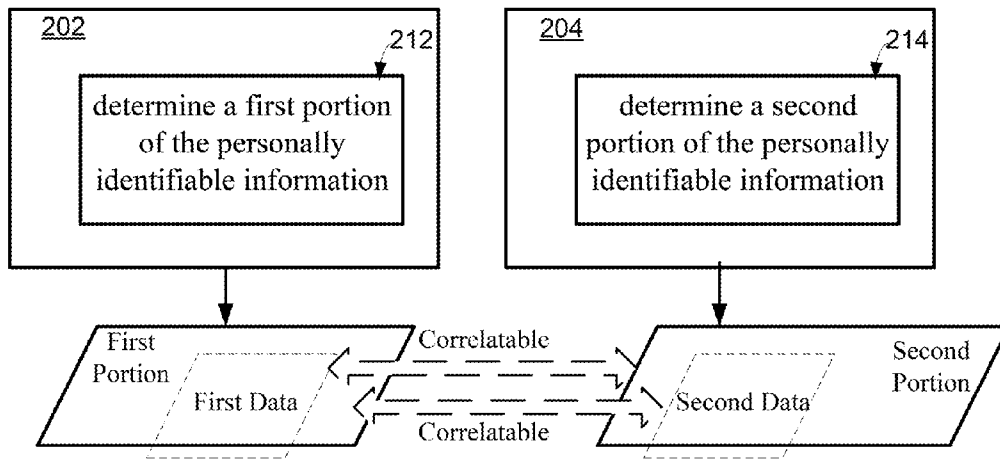 202
212
determine a first portion
of the personally
identifiable information
204
214
determine a second
portion of the personally
identifiable information
First
Portion
First Data
Correlatable
Correlatable
Second Data
Second
Portion